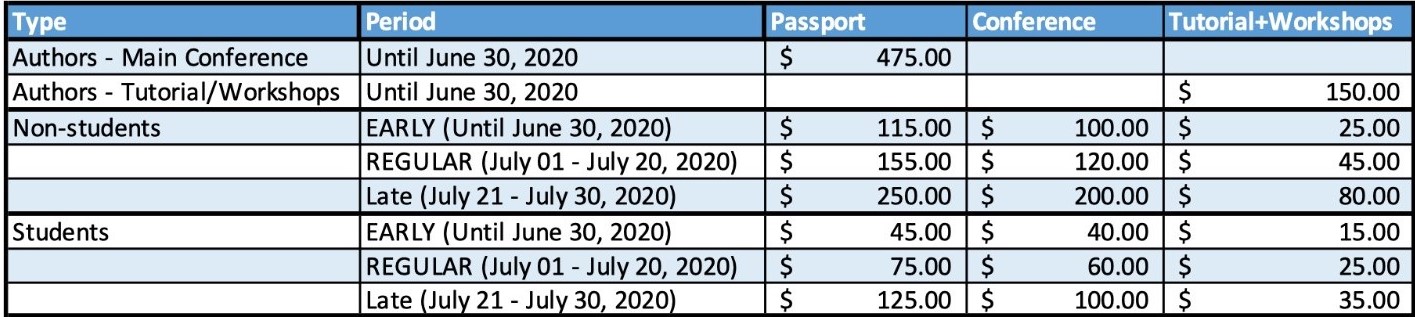 Type Period Passport Conference Tutorial+Workshops
Authors - Main Conference Until June 30, 2020 $ 475.00
Authors - Tutorial/Workshops Until June 30, 2020 $ 150.00
Non-students EARLY (Until June 30, 2020) $ 115.00 $ 100.00 $ 25.00
REGULAR (July 01 - July 20, 2020) $ 155.00 $ 120.00 $ 45.00
Late (July 21 - July 30, 2020) $ 250.00 $ 200.00 $ 80.00
Students EARLY (Until June 30, 2020) $ 45.00 $ 40.00 $ 15.00
REGULAR (July 01 - July 20, 2020) $ 75.00 $ 60.00 $ 25.00
Late (July 21 - July 30, 2020) $ 125.00 $ 100.00 $ 35.00